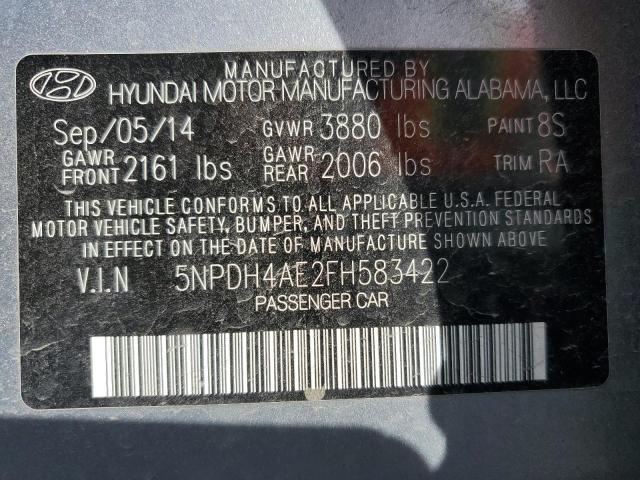 MANUFACTURED BY
HYUNDAI MOTOR MANUFACTURING ALABAMA, LLC
Sep/05/14 GVWR 3880 lbs PAINT 8S
GAWR FRONT 2161 lbs GAWR REAR 2006 lbs TRIM RA
THIS VEHICLE CONFORMS TO ALL APPLICABLE U.S.A. FEDERAL
MOTOR VEHICLE SAFETY, BUMPER, AND THEFT PREVENTION STANDARDS
IN EFFECT ON THE DATE OF MANUFACTURE SHOWN ABOVE
V.I.N 5NPDH4AE2FH583422
PASSENGER CAR